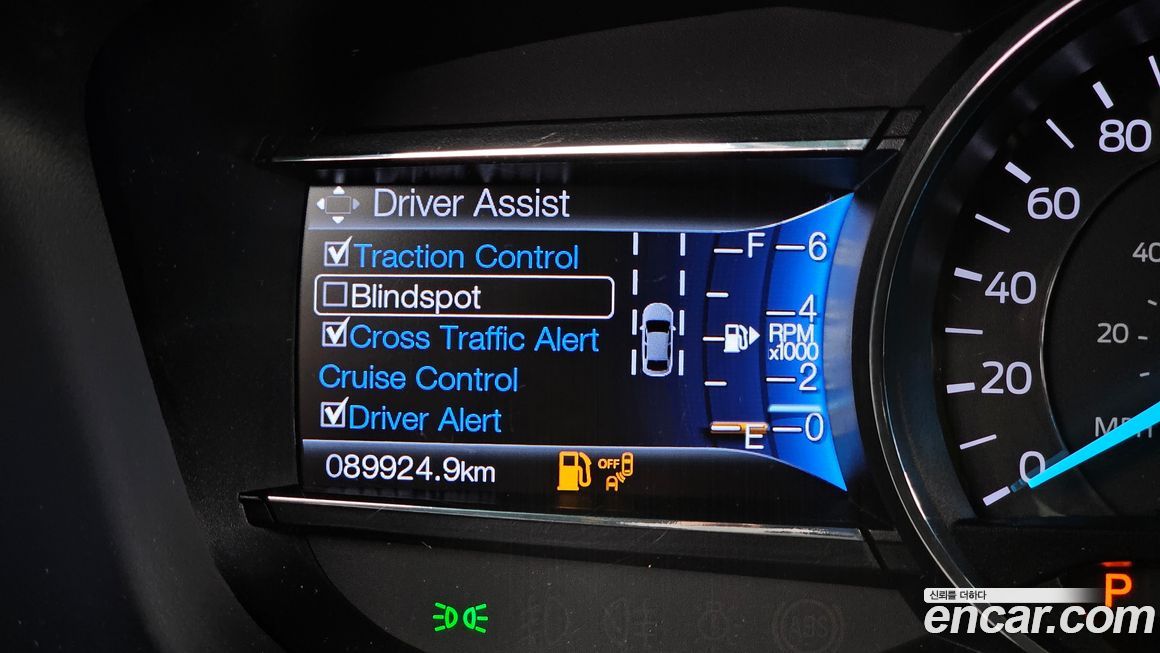 Driver Assist
Traction Control
Blindspot
Cross Traffic Alert
Cruise Control
Driver Alert
F
E
6
4
RPM
x1000
2
0
089924.9km
OFF
A
80
60
40
20
0
40
20
MPH
P
신뢰를 더하다
encar.com